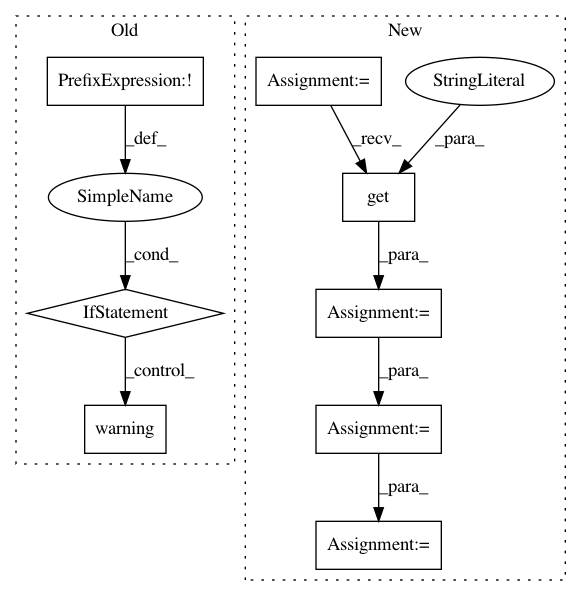 Old
New
PrefixExpression:!
Assignment:=
StringLiteral
_def_
_recv_
_para_
SimpleName
get
_cond_
_para_
IfStatement
Assignment:=
_control_
_para_
warning
Assignment:=
_para_
Assignment:=